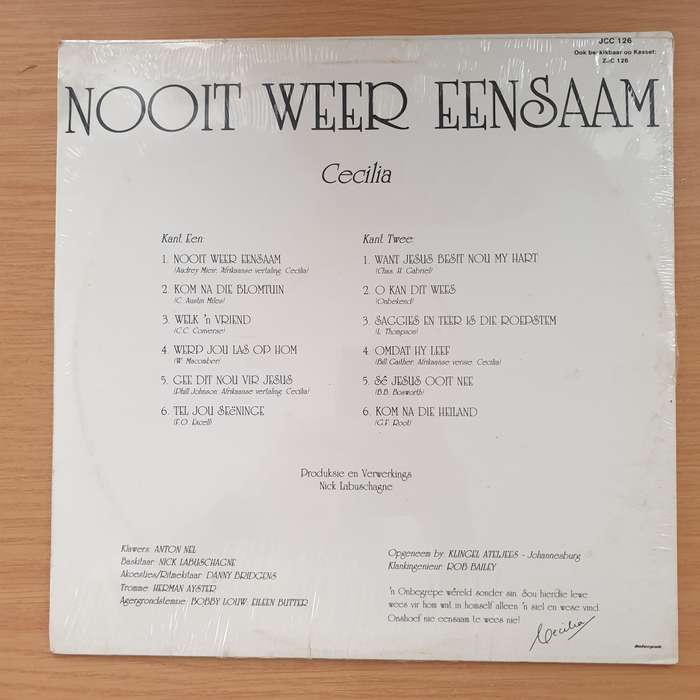 JCC 126
Ook beskikbaar op Kasset:
ZJC 126
NOOIT WEER EENSAAM
Cecilia
Kant Een:
1. NOOIT WEER EENSAAM
(Audrey Mieir: Afrikaanse vertaling, Cecilia)
2. KOM NA DIE BLOMTUIN
(C. Austin Miles)
3. WELK 'n VRIEND
(C.C. Converse)
4. WERP JOU LAS OP HOM
(W. Macomber)
5. GEE DIT NOU VIR JESUS
(Phill Johnson: Afrikaanse vertaling, Cecilia)
6. TEL JOU SEËNINGE
(F.O. Excell)
Kant Twee:
1. WANT JESUS BESIT NOU MY HART
(Chas. H. Gabriel)
2. O KAN DIT WEES
(Onbekend)
3. SAGGIES EN TEER IS DIE ROEPSTEM
(L. Thompson)
4. OMDAT HY LEEF
(Bill Gaither: Afrikaanse versie, Cecilia)
5. SÊ JESUS OOIT NEE
(B.B. Bosworth)
6. KOM NA DIE HEILAND
(G.F. Root)
Produksie en Verwerkings
Nick Labuschagne
Klawers: ANTON NEL
Baskitaar: NICK LABUSCHAGNE
Akoesties/Ritmekitaar: DANNY BRIDGENS
Tromme: HERMAN AYSTER
Agtergrondstemme: BOBBY LOUW: EILEEN BUTTER
Opgeneem by: KLINGEL ATELJEES - Johannesburg
Klankingenieur: ROB BAILEY
'n Onbegrepe wêreld sonder sin. Sou hierdie lewe
wees vir hom wat in homself alleen 'n siel en wese vind.
Onshoef nie eensaam te wees nie!
Cecilia